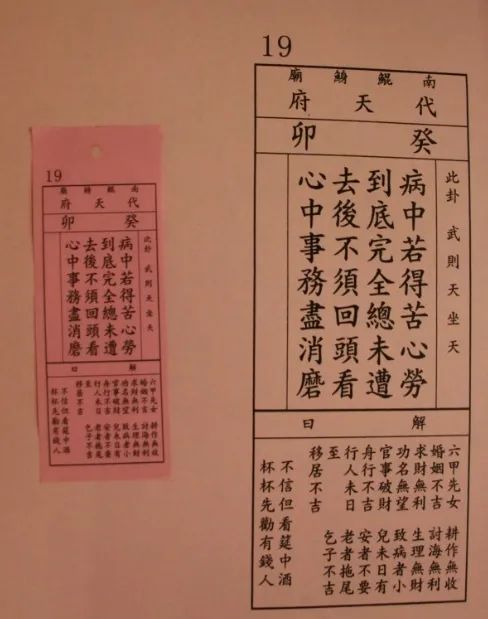 19
南鯤鯓廟
代天府
癸卯
此卦 武則天坐天
病中若得苦心勞
到底完全總未遭
去後不須回頭看
心中事務盡消磨
解曰
六甲先女 耕作無收
婚姻不吉 討海無利
求財無利 生理無財
功名無望 致病者小
官事破財 兒未日有
舟行不吉 安者不要
行人未日 老者拖尾
至 乞子不吉
移居不吉
不信但看筵中酒
杯杯先勸有錢人
19
南鯤鯓廟
代天府
癸卯
此卦 武則天坐天
病中若得苦心勞
到底完全總未遭
去後不須回頭看
心中事務盡消磨
解曰
六甲先女 耕作無收
婚姻不吉 討海無利
求財無利 生理無財
功名無望 致病者小
官事破財 兒未日有
舟行不吉 安者不要
行人未日 老者拖尾
至 乞子不吉
移居不吉
不信但看筵中酒
杯杯先勸有錢人